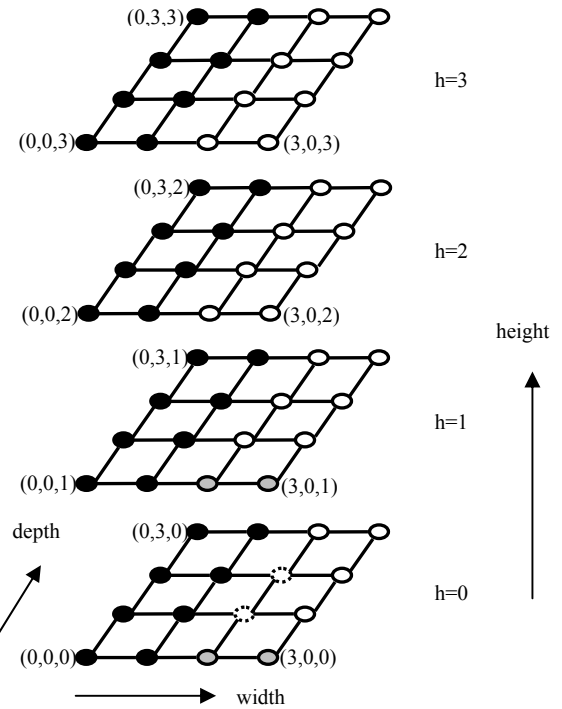 (0,3,3)
h=3
(0,0,3)
(3,0,3)
(0,3,2)
h=2
(0,0,2)
(3,0,2)
height
(0,3,1)
h=1
(0,0,1)
(3,0,1)
depth
(0,3,0)
h=0
(0,0,0)
(3,0,0)
width